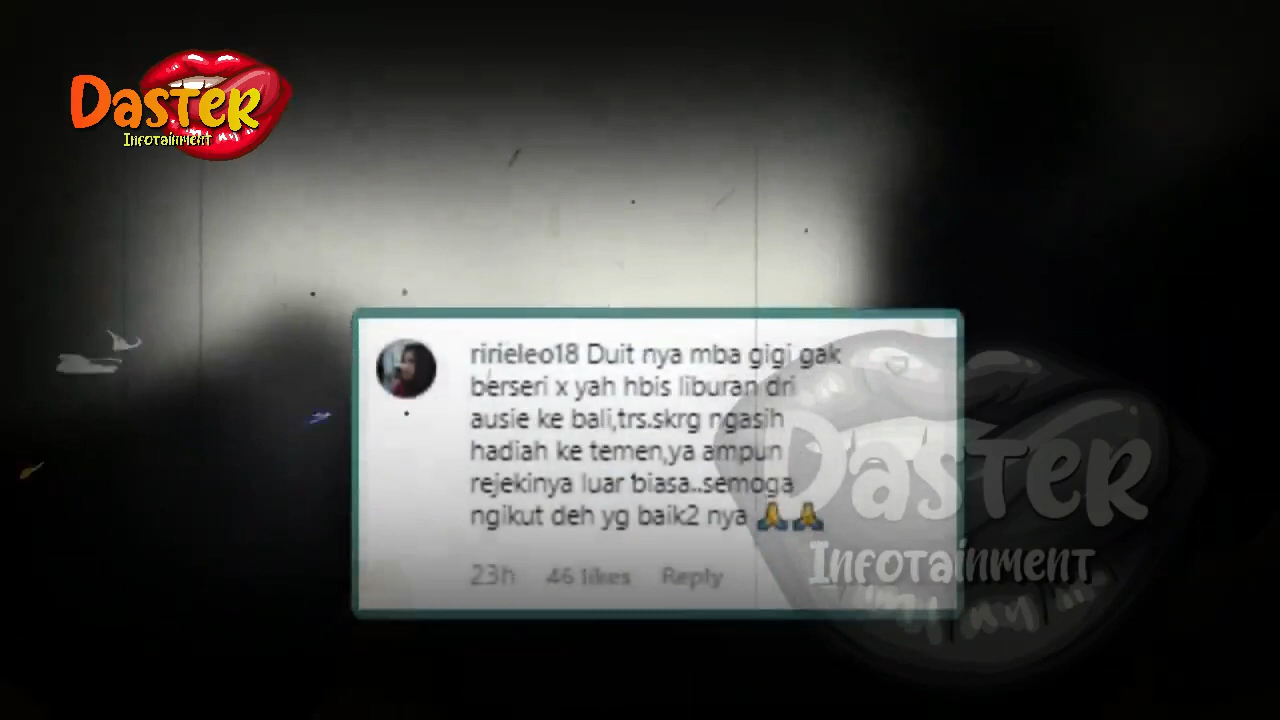 Daster
Infotainment
ririeleo18 Duit nya mba gigi gak
berseri x yah hbis liburan dri
ausie ke bali,trs.skrg ngasih
hadiah ke temen,ya ampun
rejekinya luar biasa..semoga
ngikut deh yg baik2 nya 🙏🙏
23h 46 likes Reply
Daster
Infotainment